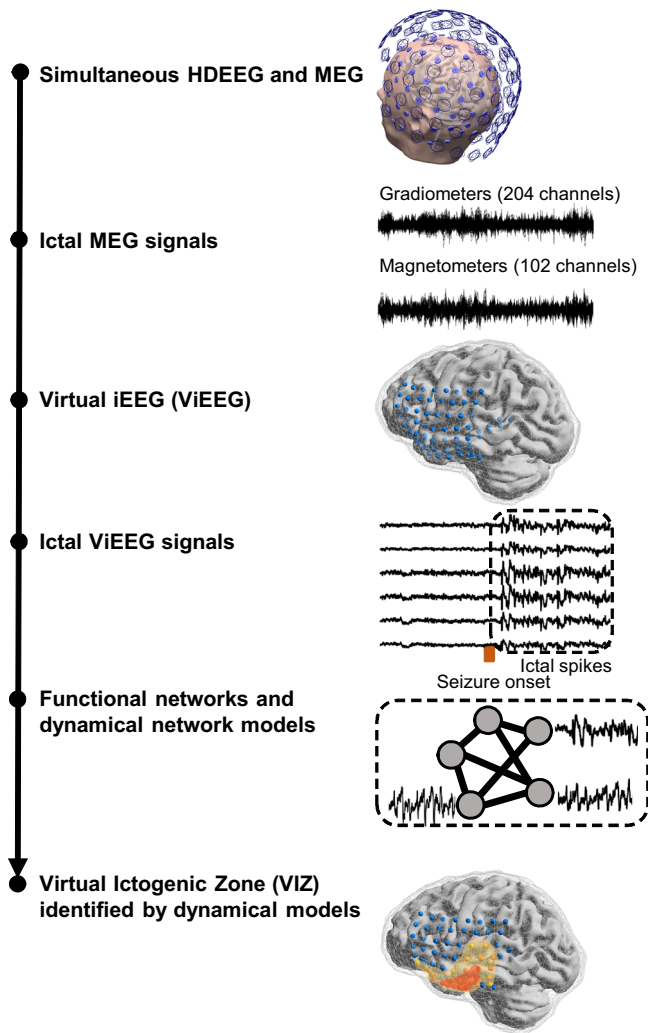 Simultaneous HDEEG and MEG
Gradiometers (204 channels)
Ictal MEG signals
Magnetometers (102 channels)
Virtual iEEG (ViEEG)
Ictal ViEEG signals
Ictal spikes
Seizure onset
Functional networks and
dynamical network models
Virtual Ictogenic Zone (VIZ)
identified by dynamical models